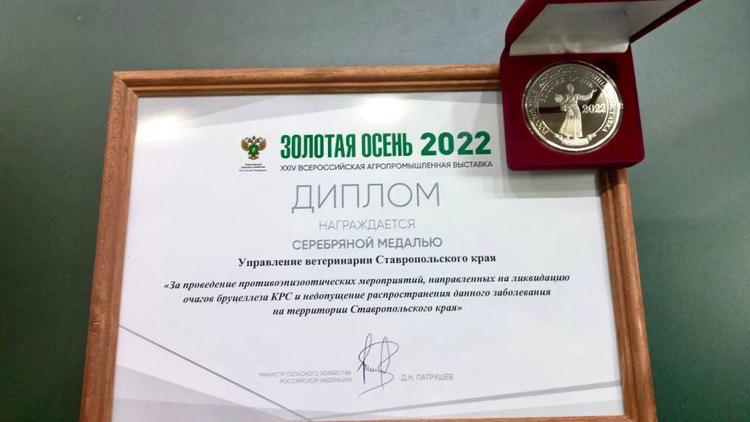 ЗОЛОТАЯ ОСЕНЬ 2022
XXIV ВСЕРОССИЙСКАЯ АГРОПРОМЫШЛЕННАЯ ВЫСТАВКА
ДИПЛОМ
НАГРАЖДАЕТСЯ
СЕРЕБРЯНОЙ МЕДАЛЬЮ
Управление ветеринарии Ставропольского края
«За проведение противоэпизоотических мероприятий, направленных на ликвидацию
очагов бруцеллеза КРС и недопущение распространения данного заболевания
на территории Ставропольского края»
МИНИСТР СЕЛЬСКОГО ХОЗЯЙСТВА
РОССИЙСКОЙ ФЕДЕРАЦИИ
Д.Н. ПАТРУШЕВ
2022